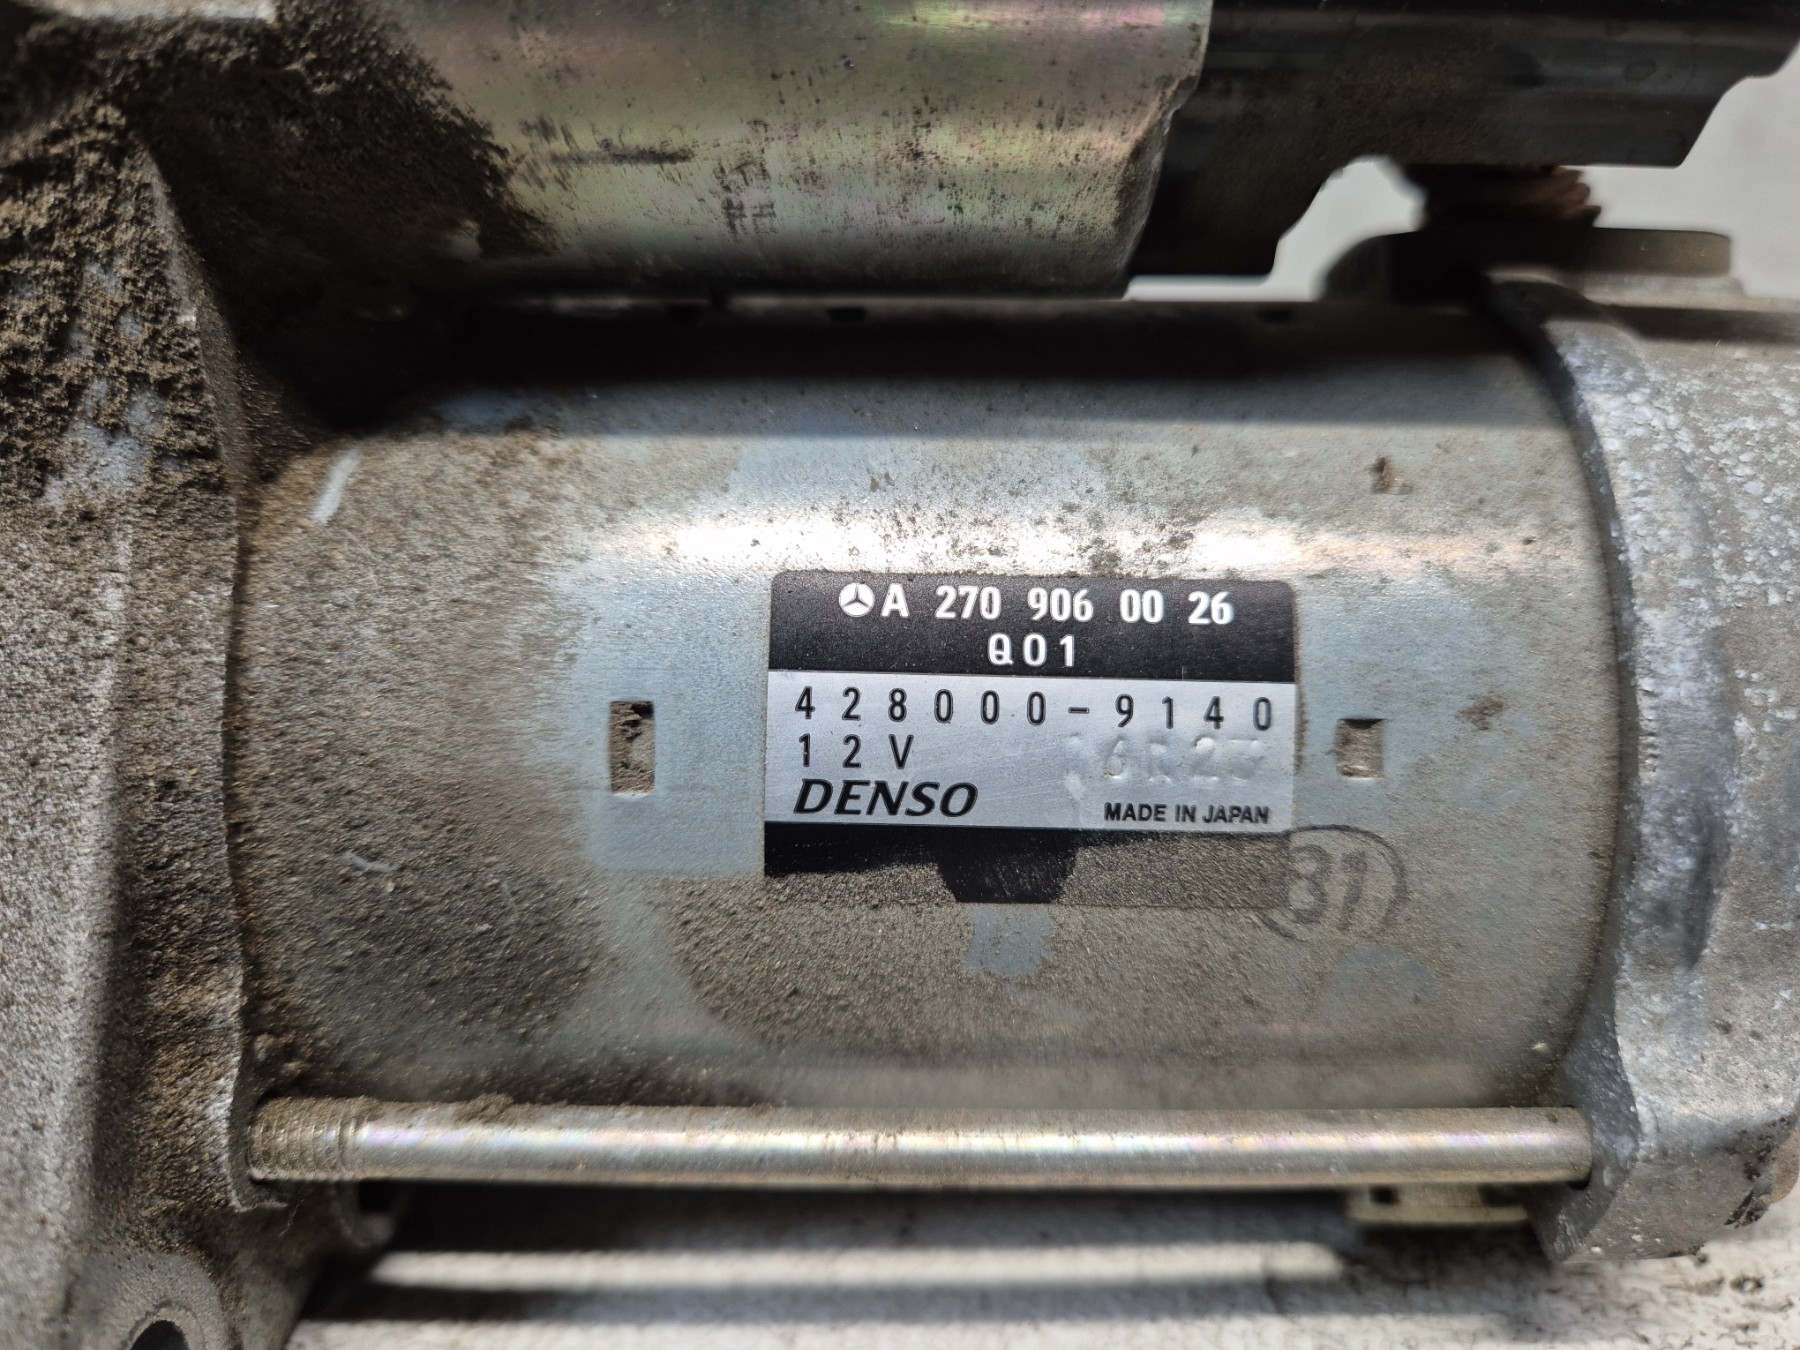 A 270 906 00 26
Q01
428000-9140
12V
DENSO
MADE IN JAPAN
31